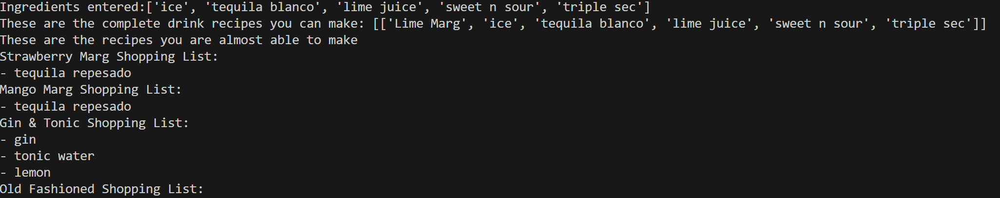 Ingredients entered:['ice', 'tequila blanco', 'lime juice', 'sweet n sour', 'triple sec']
These are the complete drink recipes you can make: [['Lime Marg', 'ice', 'tequila blanco', 'lime juice', 'sweet n sour', 'triple sec']]
These are the recipes you are almost able to make
Strawberry Marg Shopping List:
- tequila repesado
Mango Marg Shopping List:
- tequila repesado
Gin & Tonic Shopping List:
- gin
- tonic water
- lemon
Old Fashioned Shopping List: